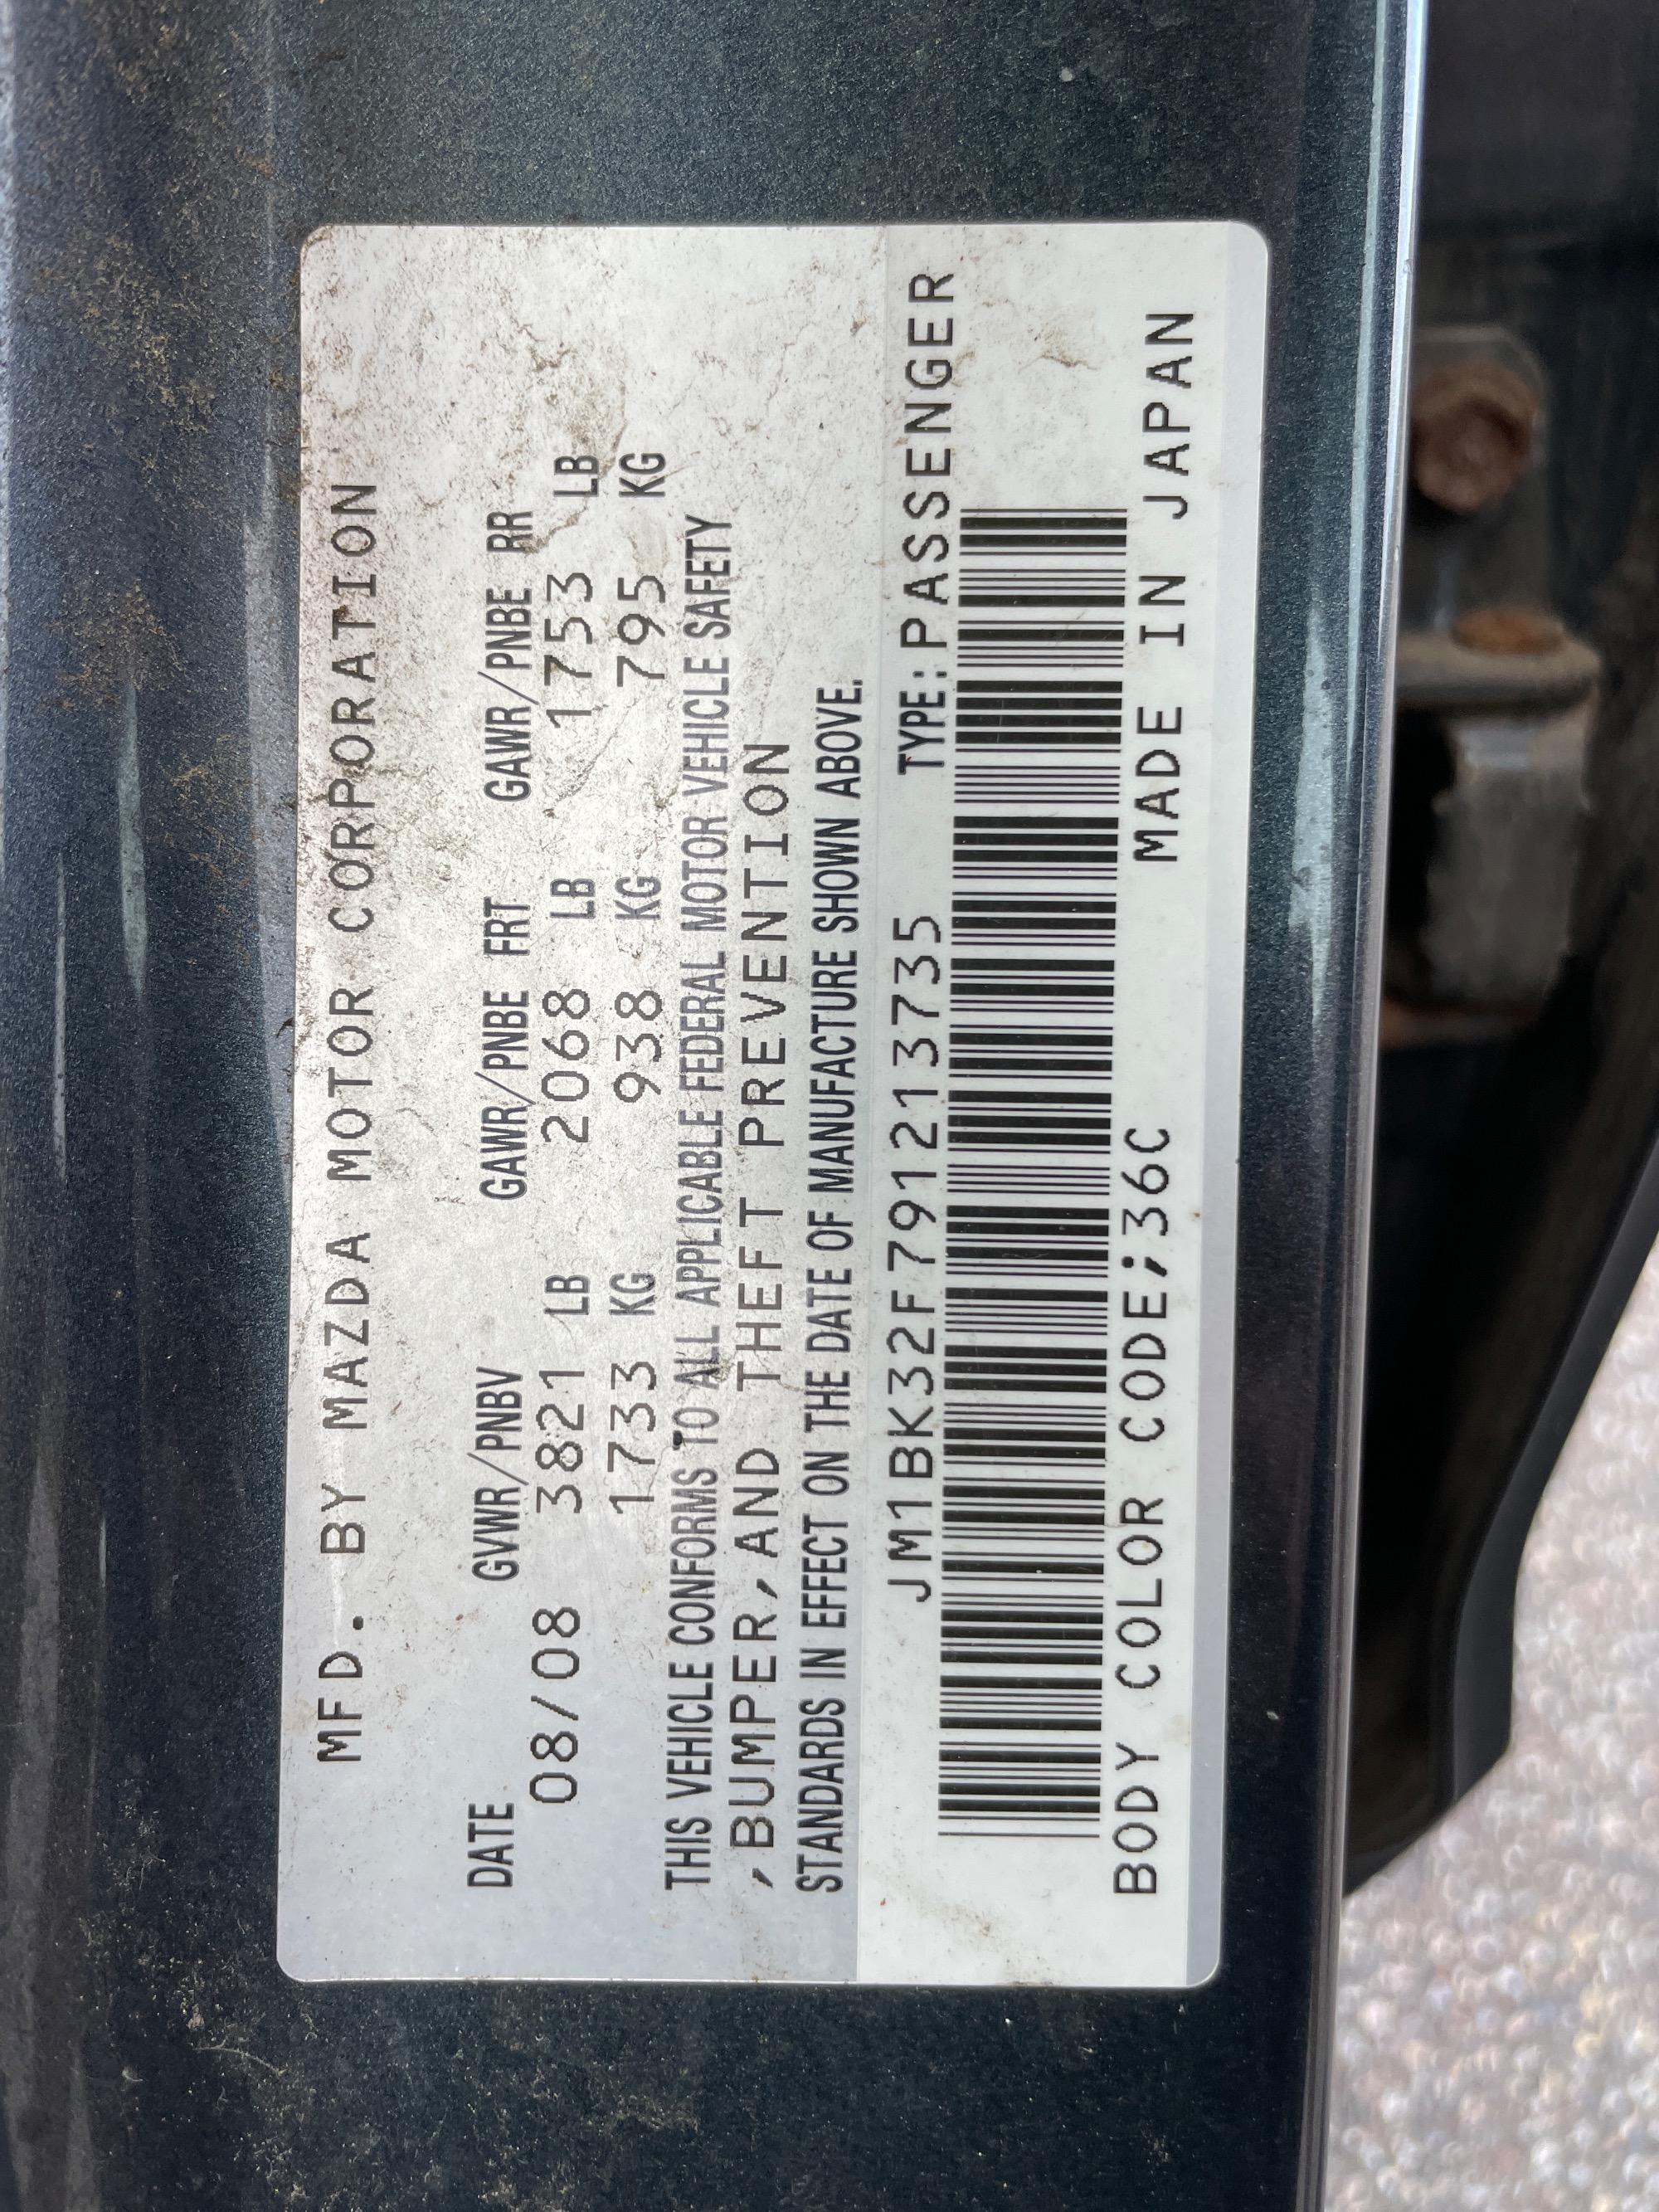 MFD. BY MAZDA MOTOR CORPORATION
DATE GVWR/PNBV GAWR/PNBE FRT GAWR/PNBE RR
08/08 3821 LB 2068 LB 1753 LB
1733 KG 938 KG 795 KG
THIS VEHICLE CONFORMS TO ALL APPLICABLE FEDERAL MOTOR VEHICLE SAFETY
,BUMPER,AND THEFT PREVENTION
STANDARDS IN EFFECT ON THE DATE OF MANUFACTURE SHOWN ABOVE.
JM1BK32F791213735 TYPE:PASSENGER
BODY COLOR CODE;36C MADE IN JAPAN